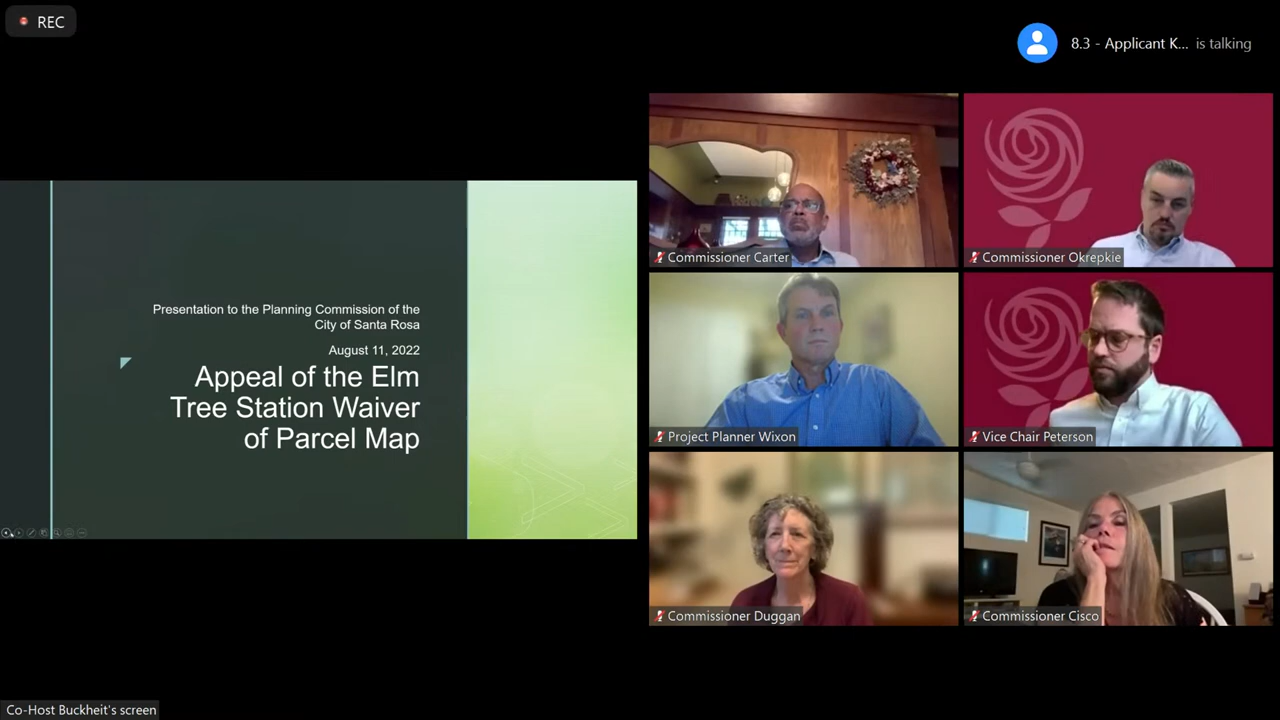 REC
8.3 - Applicant K... is talking
Presentation to the Planning Commission of the
City of Santa Rosa
August 11, 2022
Appeal of the Elm
Tree Station Waiver
of Parcel Map
Commissioner Carter
Commissioner Okrepkie
Project Planner Wixon
Vice Chair Peterson
Commissioner Duggan
Commissioner Cisco
Co-Host Buckheit's screen